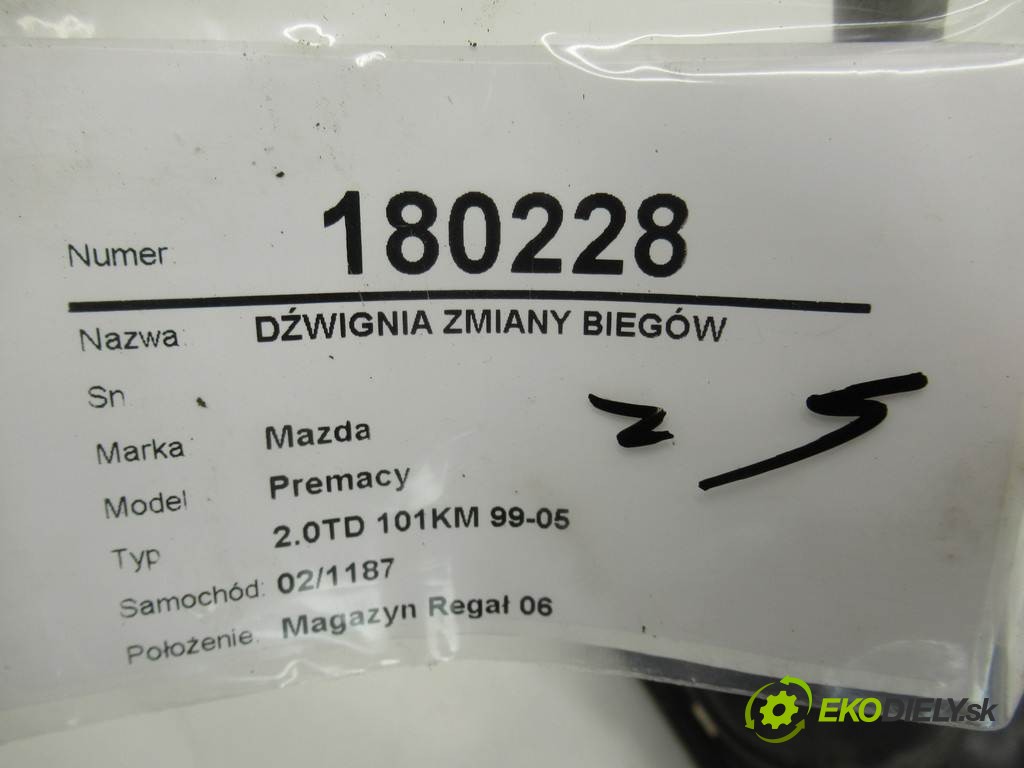 Numer: 180228
Nazwa: DŹWIGNIA ZMIANY BIEGÓW
Sn
Marka Mazda
Model Premacy
Typ 2.0TD 101KM 99-05
Samochód: 02/1187
Położenie: Magazyn Regał 06
EKODIELY.sk